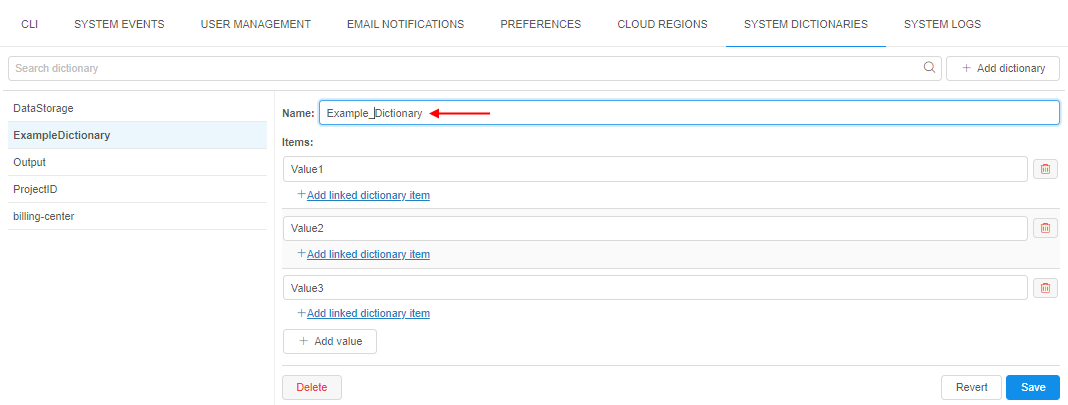 CLI SYSTEM EVENTS USER MANAGEMENT EMAIL NOTIFICATIONS PREFERENCES CLOUD REGIONS SYSTEM DICTIONARIES SYSTEM LOGS
Search dictionary
+ Add dictionary
DataStorage
ExampleDictionary
Output
ProjectID
billing-center
Name: Example_Dictionary
Items:
Value1
+Add linked dictionary item
Value2
+Add linked dictionary item
Value3
+Add linked dictionary item
+ Add value
Delete
Revert
Save